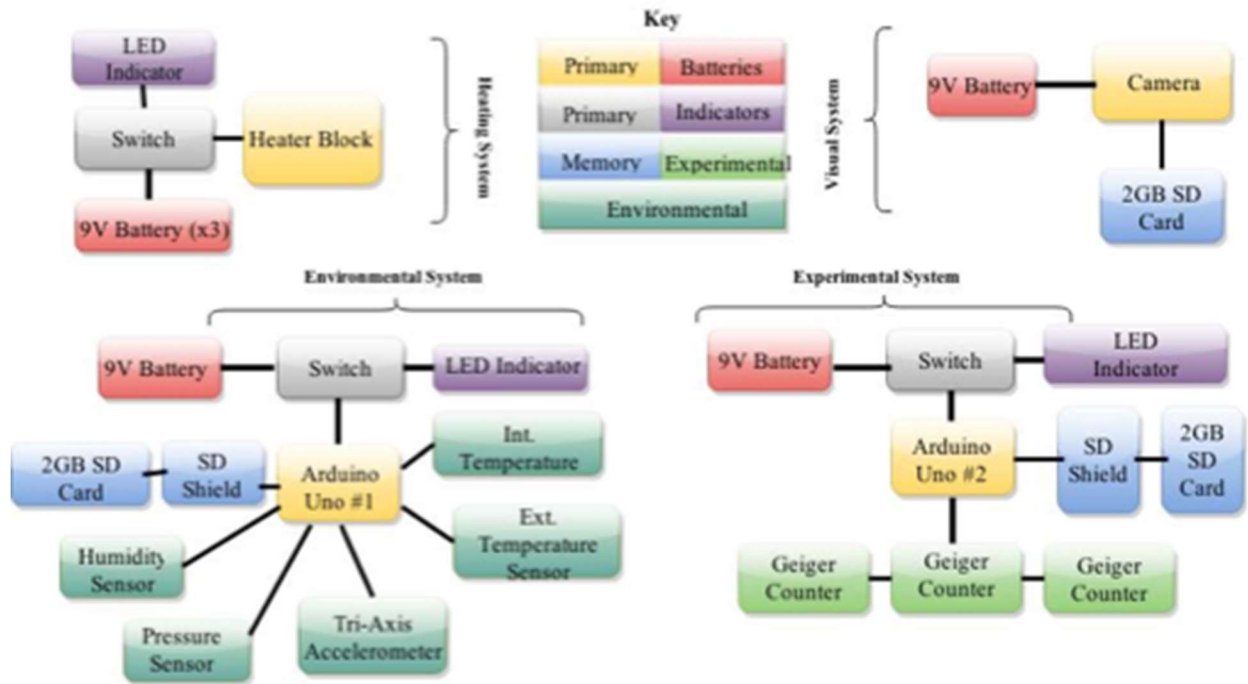 Key
LED
Indicator
Switch
Heater Block
9V Battery (x3)
Heating System
Primary
Batteries
Primary
Indicators
Memory
Experimental
Environmental
Visual System
9V Battery
Camera
2GB SD
Card
Environmental System
9V Battery
Switch
LED Indicator
2GB SD
Card
SD
Shield
Arduino
Uno #1
Int.
Temperature
Ext.
Temperature
Sensor
Humidity
Sensor
Pressure
Sensor
Tri-Axis
Accelerometer
Experimental System
9V Battery
Switch
LED
Indicator
Arduino
Uno #2
SD
Shield
2GB
SD
Card
Geiger
Counter
Geiger
Counter
Geiger
Counter